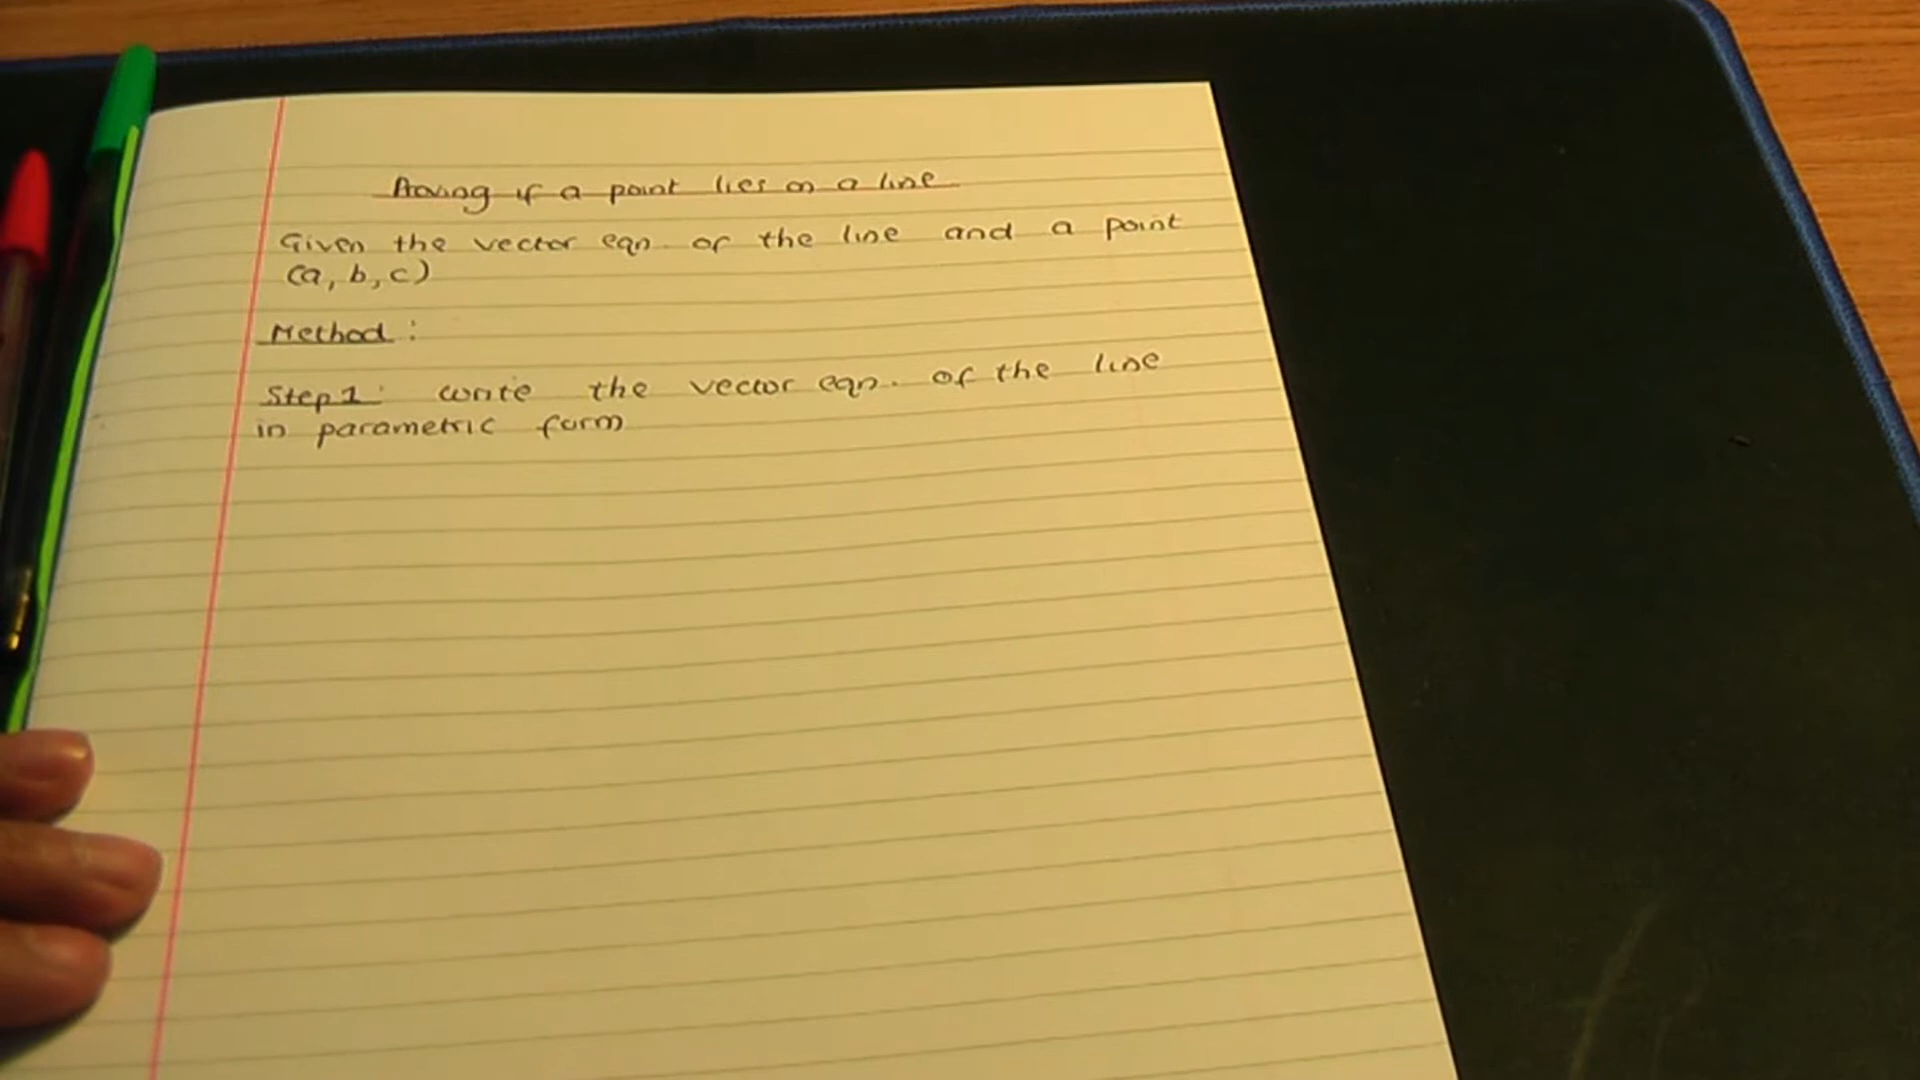 Proving if a point lies on a line
Given the vector eqn. of the line and a point
(a, b, c)
Method :
Step 1: write the vector eqn. of the line
in parametric form